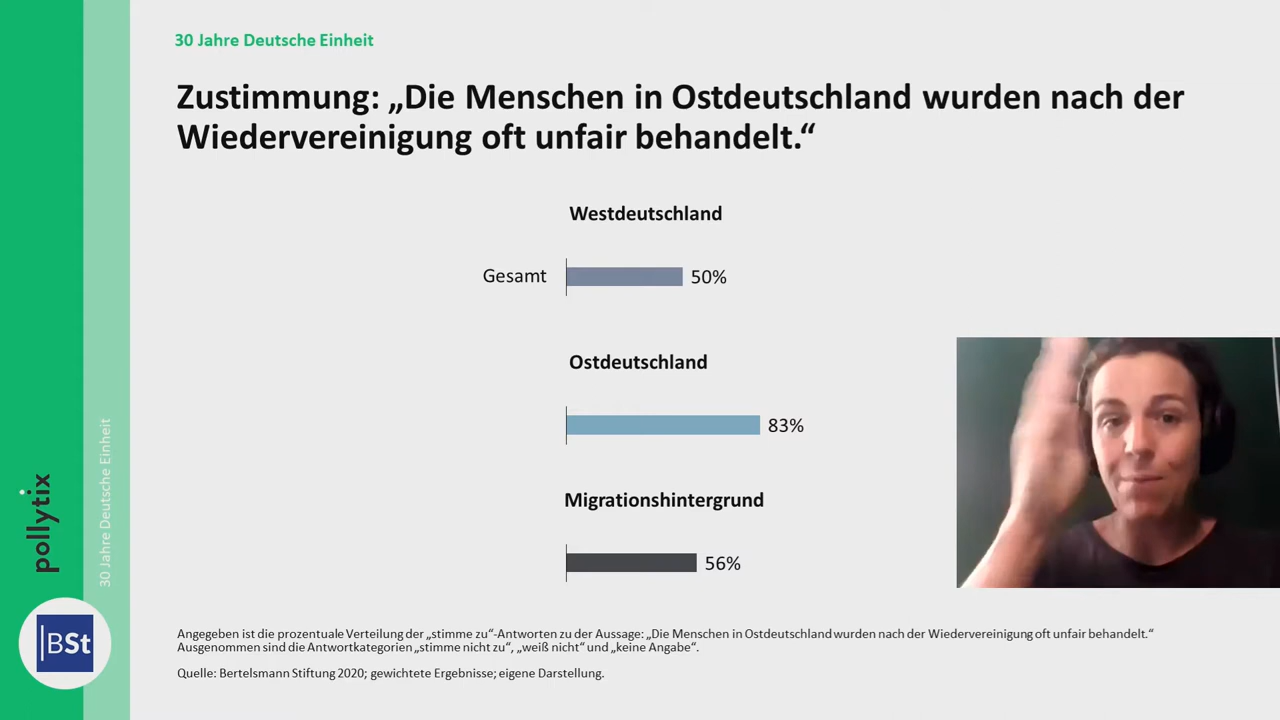 30 Jahre Deutsche Einheit
Zustimmung: „Die Menschen in Ostdeutschland wurden nach der
Wiedervereinigung oft unfair behandelt.“
Westdeutschland
Gesamt 50%
Ostdeutschland
83%
Migrationshintergrund
56%
pollytix
30 Jahre Deutsche Einheit
|BSt
Angegeben ist die prozentuale Verteilung der „stimme zu“-Antworten zu der Aussage: „Die Menschen in Ostdeutschland wurden nach der Wiedervereinigung oft unfair behandelt.“
Ausgenommen sind die Antwortkategorien „stimme nicht zu“, „weiß nicht“ und „keine Angabe“.
Quelle: Bertelsmann Stiftung 2020; gewichtete Ergebnisse; eigene Darstellung.